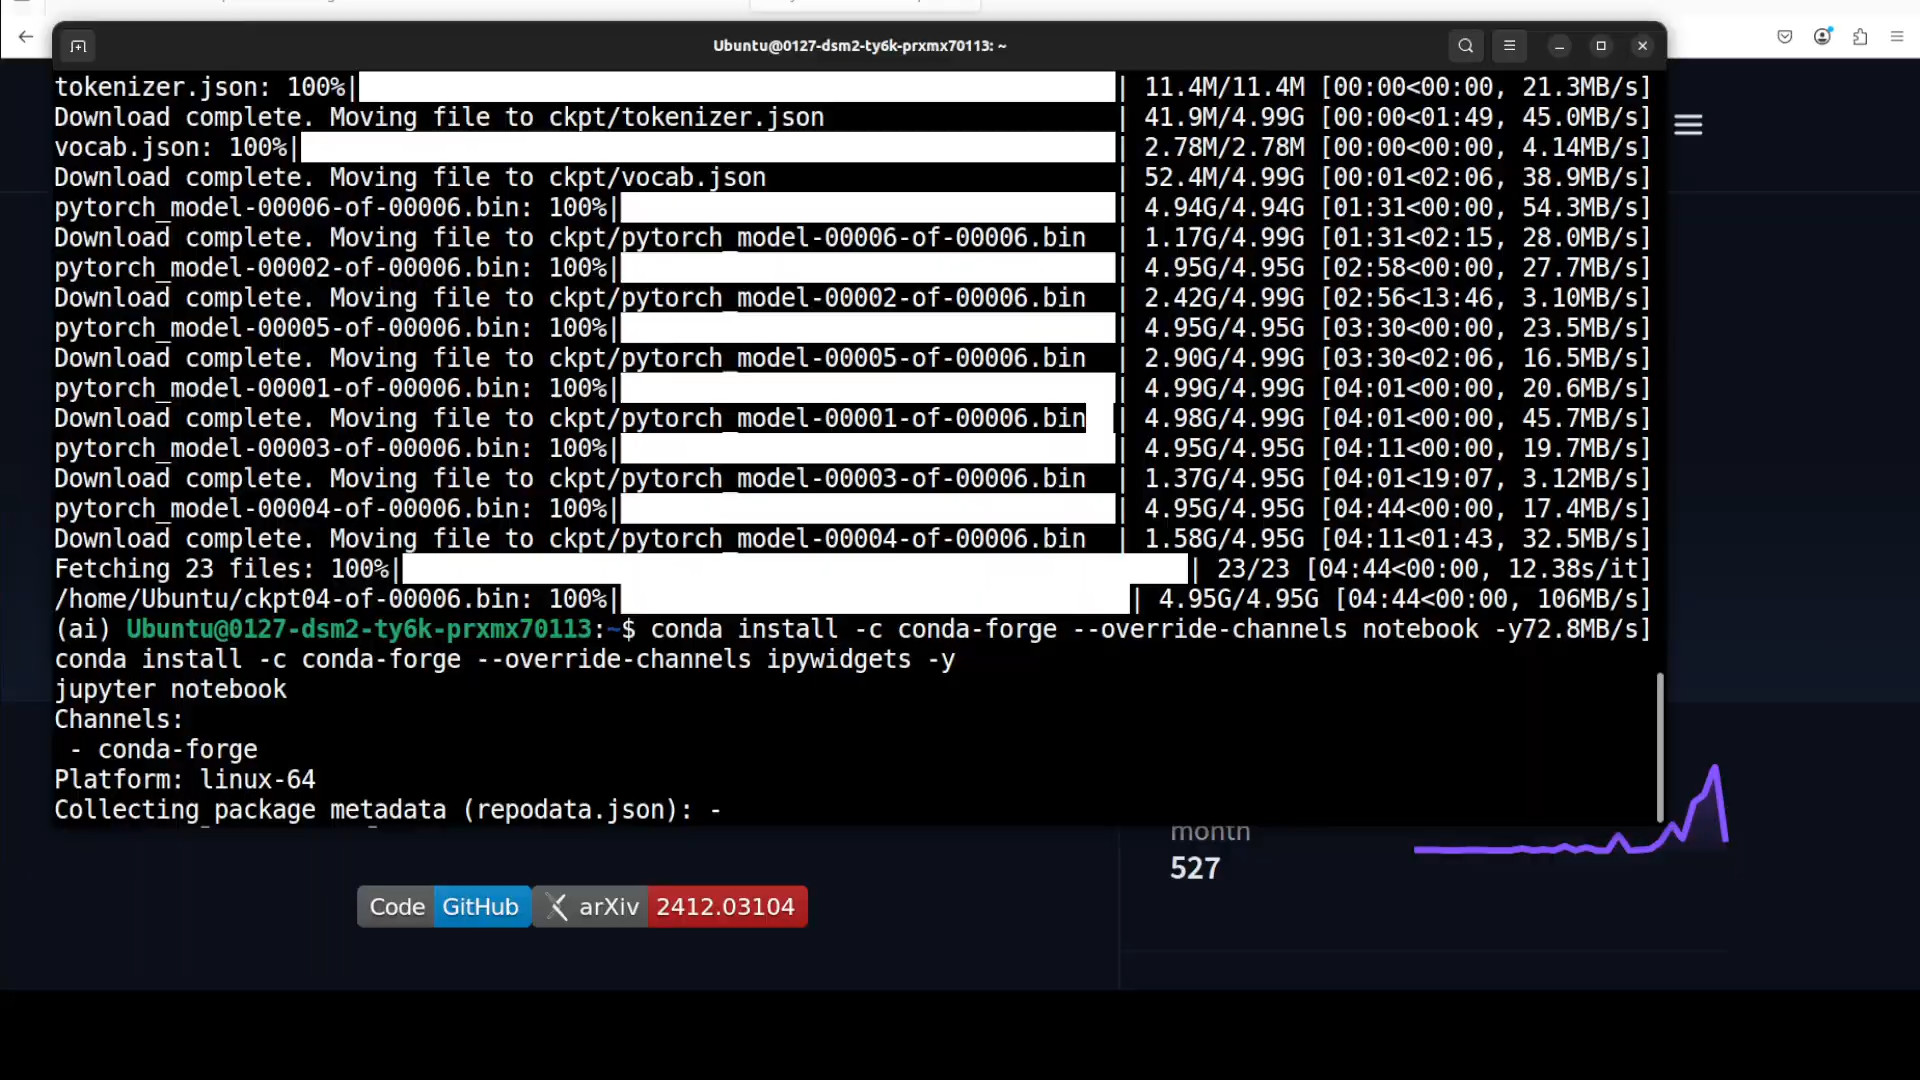 Ubuntu@0127-dsm2-ty6k-prxmx70113: ~
tokenizer.json: 100%| | 11.4M/11.4M [00:00<00:00, 21.3MB/s]
Download complete. Moving file to ckpt/tokenizer.json | 41.9M/4.99G [00:00<01:49, 45.0MB/s]
vocab.json: 100%| | 2.78M/2.78M [00:00<00:00, 4.14MB/s]
Download complete. Moving file to ckpt/vocab.json | 52.4M/4.99G [00:01<02:06, 38.9MB/s]
pytorch_model-00006-of-00006.bin: 100%| | 4.94G/4.94G [01:31<00:00, 54.3MB/s]
Download complete. Moving file to ckpt/pytorch_model-00006-of-00006.bin | 1.17G/4.99G [01:31<02:15, 28.0MB/s]
pytorch_model-00002-of-00006.bin: 100%| | 4.95G/4.95G [02:58<00:00, 27.7MB/s]
Download complete. Moving file to ckpt/pytorch_model-00002-of-00006.bin | 2.42G/4.99G [02:56<13:46, 3.10MB/s]
pytorch_model-00005-of-00006.bin: 100%| | 4.95G/4.95G [03:30<00:00, 23.5MB/s]
Download complete. Moving file to ckpt/pytorch_model-00005-of-00006.bin | 2.90G/4.99G [03:30<02:06, 16.5MB/s]
pytorch_model-00001-of-00006.bin: 100%| | 4.99G/4.99G [04:01<00:00, 20.6MB/s]
Download complete. Moving file to ckpt/pytorch_model-00001-of-00006.bin | 4.98G/4.99G [04:01<00:00, 45.7MB/s]
pytorch_model-00003-of-00006.bin: 100%| | 4.95G/4.95G [04:11<00:00, 19.7MB/s]
Download complete. Moving file to ckpt/pytorch_model-00003-of-00006.bin | 1.37G/4.95G [04:01<19:07, 3.12MB/s]
pytorch_model-00004-of-00006.bin: 100%| | 4.95G/4.95G [04:44<00:00, 17.4MB/s]
Download complete. Moving file to ckpt/pytorch_model-00004-of-00006.bin | 1.58G/4.95G [04:11<01:43, 32.5MB/s]
Fetching 23 files: 100%| | 23/23 [04:44<00:00, 12.38s/it]
/home/Ubuntu/ckpt04-of-00006.bin: 100%| | 4.95G/4.95G [04:44<00:00, 106MB/s]
(ai) Ubuntu@0127-dsm2-ty6k-prxmx70113:~$ conda install -c conda-forge --override-channels notebook -y72.8MB/s]
conda install -c conda-forge --override-channels ipywidgets -y
jupyter notebook
Channels:
 - conda-forge
Platform: linux-64
Collecting package metadata (repodata.json): -
month
527
Code GitHub arXiv 2412.03104